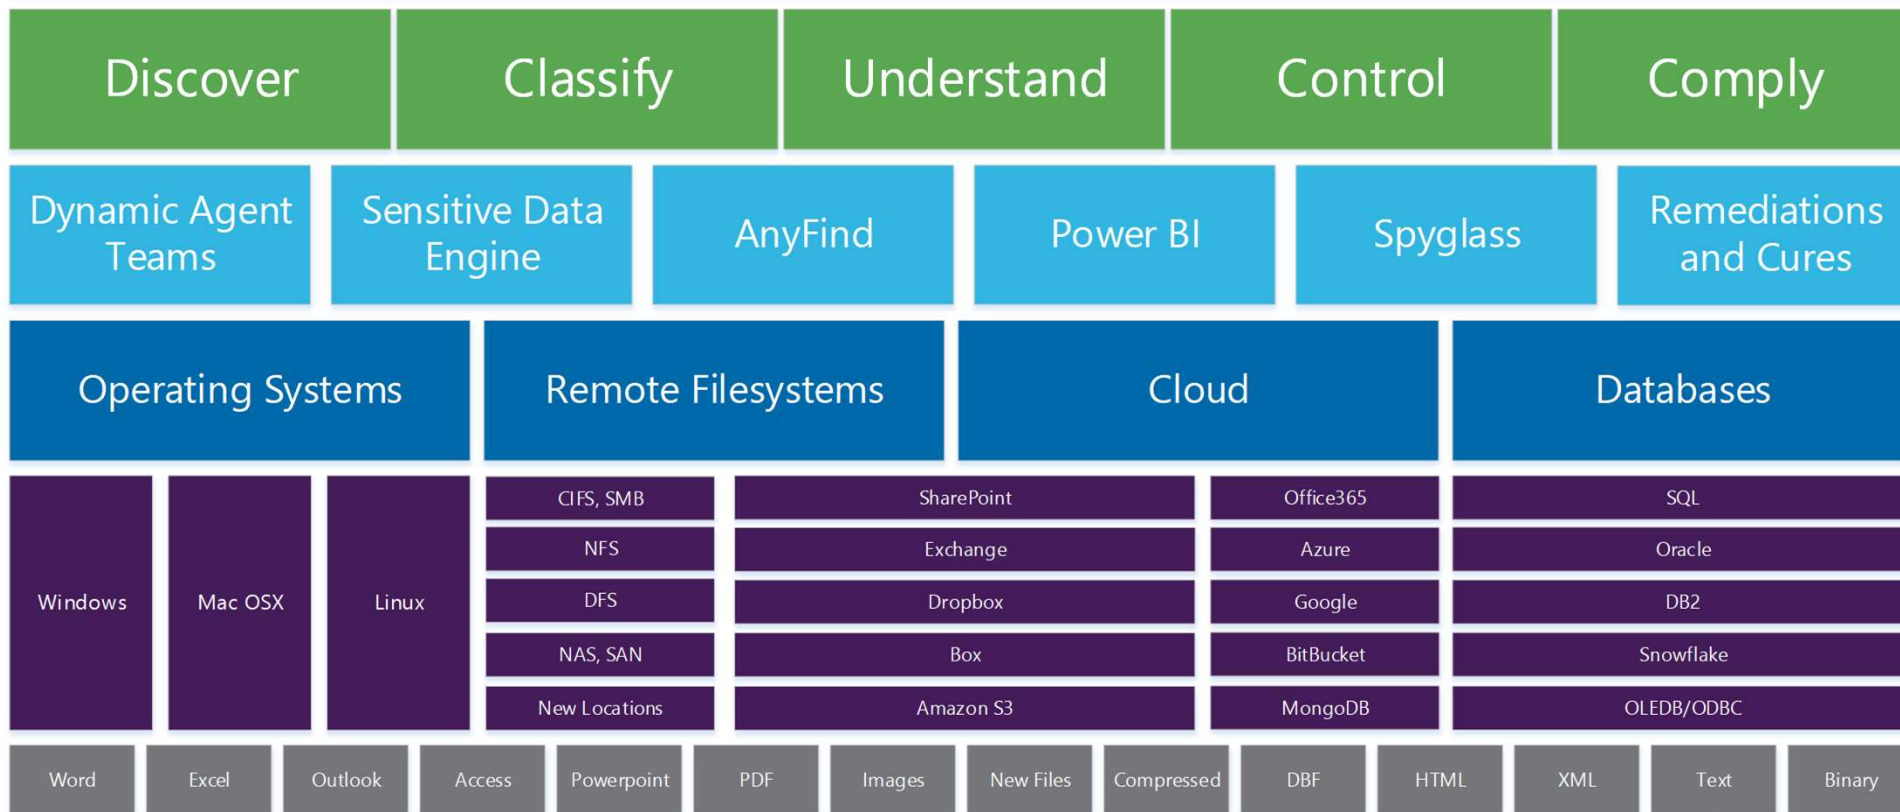 Discover
Classify
Understand
Control
Comply
Dynamic Agent
Teams
Sensitive Data
Engine
AnyFind
Power BI
Spyglass
Remediations
and Cures
Operating Systems
Remote Filesystems
Cloud
Databases
Windows
Mac OSX
Linux
CIFS, SMB
NFS
DFS
NAS, SAN
New Locations
SharePoint
Exchange
Dropbox
Box
Amazon S3
Office365
Azure
Google
BitBucket
MongoDB
SQL
Oracle
DB2
Snowflake
OLEDB/ODBC
Word
Excel
Outlook
Access
Powerpoint
PDF
Images
New Files
Compressed
DBF
HTML
XML
Text
Binary